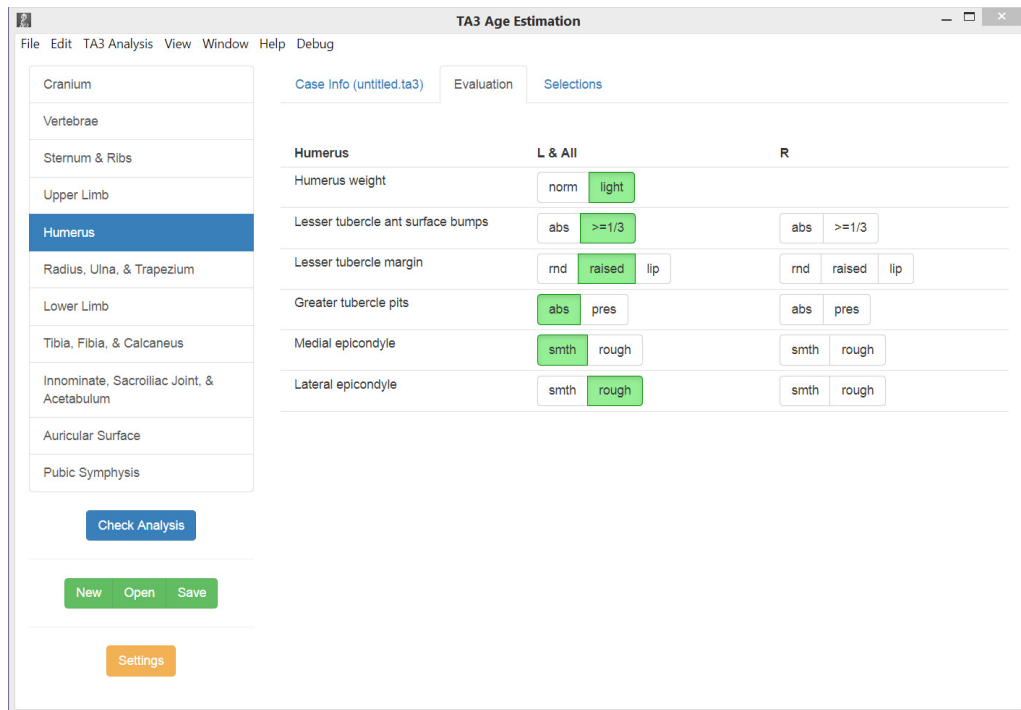 TA3 Age Estimation
File Edit TA3 Analysis View Window Help Debug
Cranium
Vertebrae
Sternum & Ribs
Upper Limb
Humerus
Radius, Ulna, & Trapezium
Lower Limb
Tibia, Fibia, & Calcaneus
Innominate, Sacroiliac Joint, &
Acetabulum
Auricular Surface
Pubic Symphysis
Check Analysis
New Open Save
Settings
Case Info (untitled.ta3) Evaluation Selections
Humerus L & All R
Humerus weight norm light
Lesser tubercle ant surface bumps abs >=1/3 abs >=1/3
Lesser tubercle margin rnd raised lip rnd raised lip
Greater tubercle pits abs pres abs pres
Medial epicondyle smth rough smth rough
Lateral epicondyle smth rough smth rough